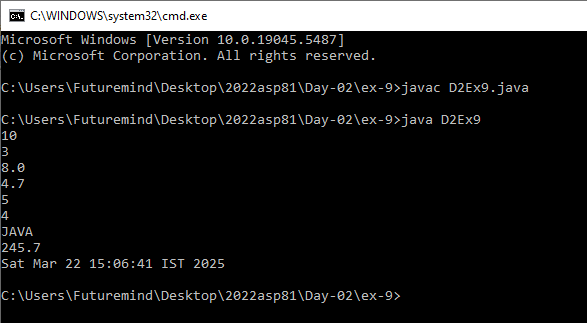 C:\WINDOWS\system32\cmd.exe
Microsoft Windows [Version 10.0.19045.5487]
(c) Microsoft Corporation. All rights reserved.
C:\Users\Futuremind\Desktop\2022asp81\Day-02\ex-9>javac D2Ex9.java
C:\Users\Futuremind\Desktop\2022asp81\Day-02\ex-9>java D2Ex9
10
3
8.0
4.7
5
4
JAVA
245.7
Sat Mar 22 15:06:41 IST 2025
C:\Users\Futuremind\Desktop\2022asp81\Day-02\ex-9>